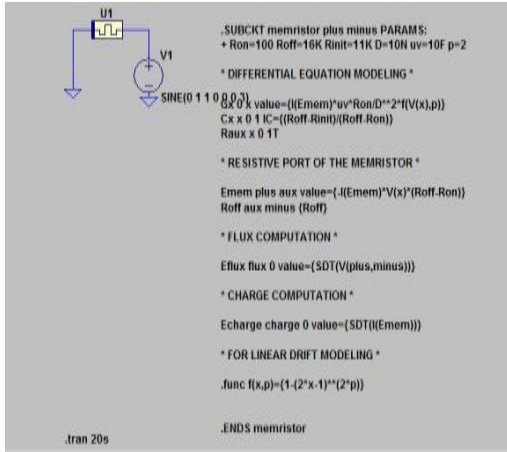 U1
V1
SINE(0 1 1 0 0 0 3)
.tran 20s
.SUBCKT memristor plus minus PARAMS:
+ Ron=100 Roff=16K Rinit=11K D=10N uv=10F p=2
* DIFFERENTIAL EQUATION MODELING *
Gx 0 x value={I(Emem)*uv*Ron/D**2*f(V(x),p)}
Cx x 0 1 IC={(Roff-Rinit)/(Roff-Ron)}
Raux x 0 1T
* RESISTIVE PORT OF THE MEMRISTOR *
Emem plus aux value={-I(Emem)*V(x)*(Roff-Ron)}
Roff aux minus {Roff}
* FLUX COMPUTATION *
Eflux flux 0 value={SDT(V(plus,minus))}
* CHARGE COMPUTATION *
Echarge charge 0 value={SDT(I(Emem))}
* FOR LINEAR DRIFT MODELING *
.func f(x,p)={1-(2*x-1)**(2*p)}
.ENDS memristor